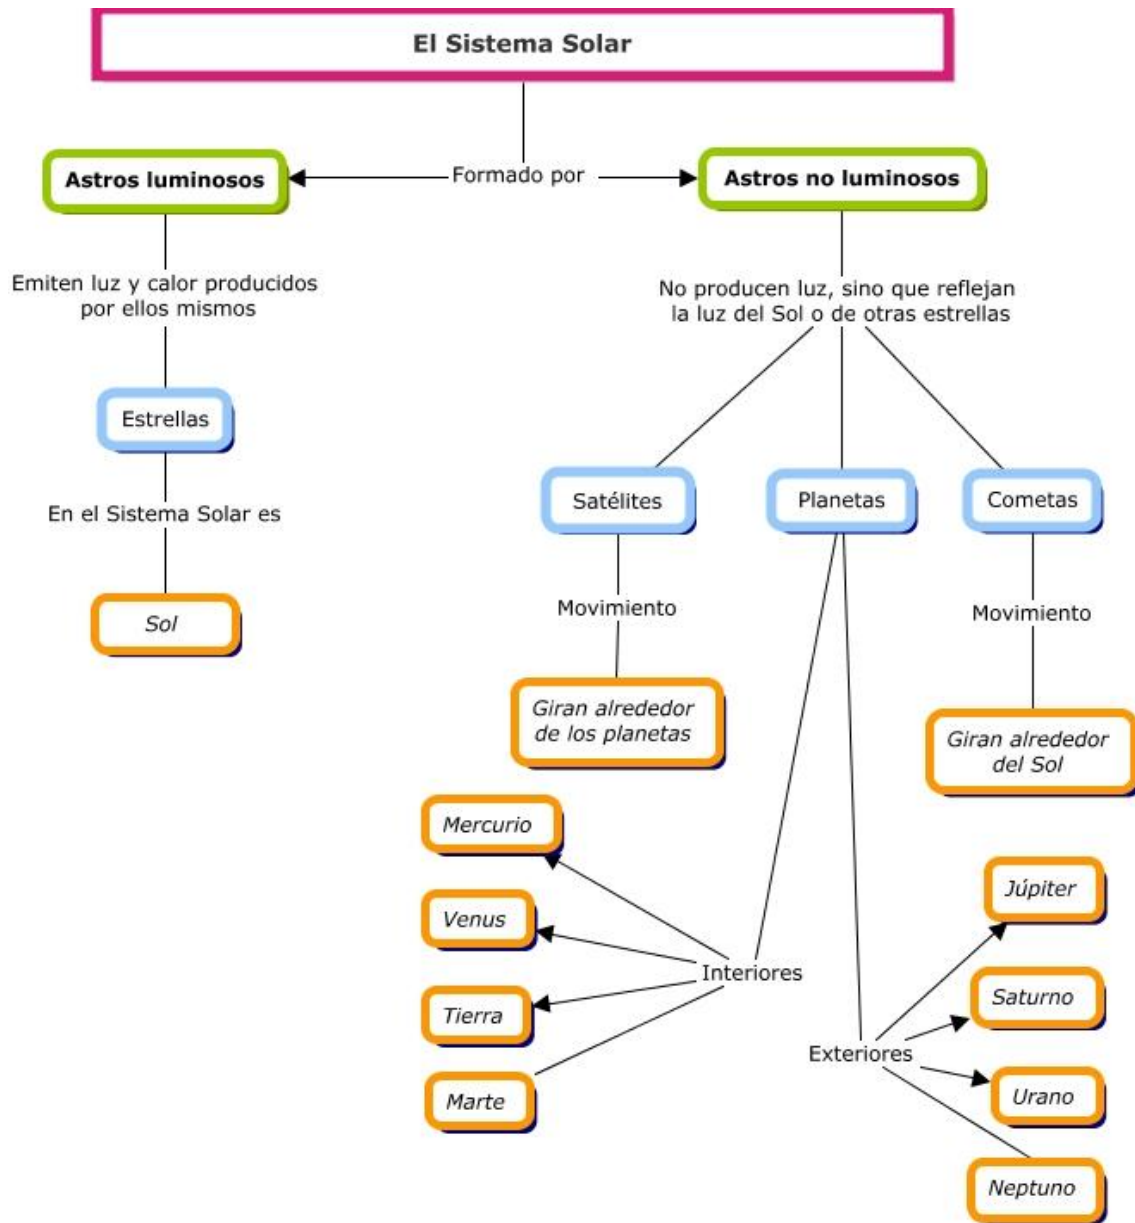 El Sistema Solar
Formado por
Astros luminosos
Astros no luminosos
Emiten luz y calor producidos
por ellos mismos
Estrellas
En el Sistema Solar es
Sol
No producen luz, sino que reflejan
la luz del Sol o de otras estrellas
Satélites
Planetas
Cometas
Movimiento
Giran alrededor
de los planetas
Movimiento
Giran alrededor
del Sol
Interiores
Mercurio
Venus
Tierra
Marte
Exteriores
Júpiter
Saturno
Urano
Neptuno